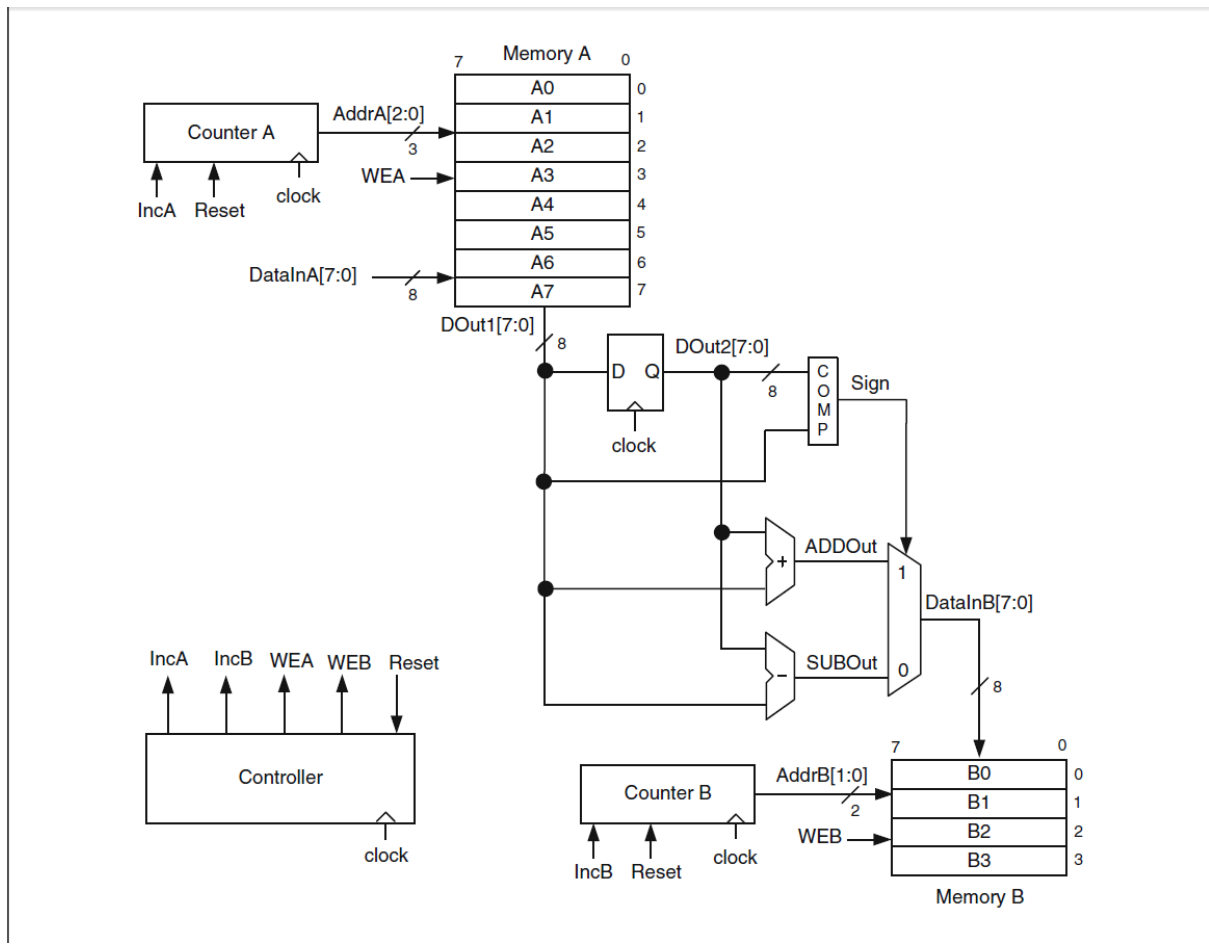 Memory A
7 0
A0 0
A1 1
A2 2
A3 3
A4 4
A5 5
A6 6
A7 7
Counter A
AddrA[2:0]
3
WEA
IncA Reset clock
DataInA[7:0]
8
DOut1[7:0]
8
D Q
clock
DOut2[7:0]
8
C
O
M
P
Sign
+
ADDOut
1
DataInB[7:0]
-
SUBOut
0
8
IncA IncB WEA WEB Reset
Controller
clock
Counter B
AddrB[1:0]
2
WEB
IncB Reset clock
7 0
B0 0
B1 1
B2 2
B3 3
Memory B